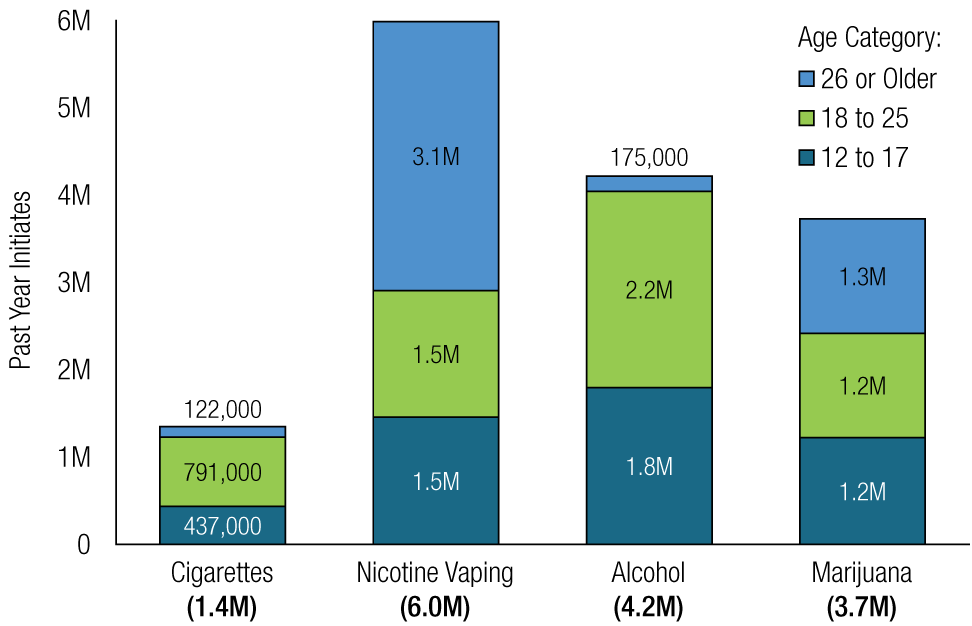 Past Year Initiates
6M
5M
4M
3M
2M
1M
0
Age Category:
26 or Older
18 to 25
12 to 17
122,000
791,000
437,000
3.1M
1.5M
1.5M
175,000
2.2M
1.8M
1.3M
1.2M
1.2M
Cigarettes
(1.4M)
Nicotine Vaping
(6.0M)
Alcohol
(4.2M)
Marijuana
(3.7M)